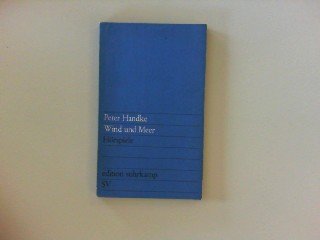 Peter Handke
Wind und Meer
Hörspiele
edition suhrkamp
SV